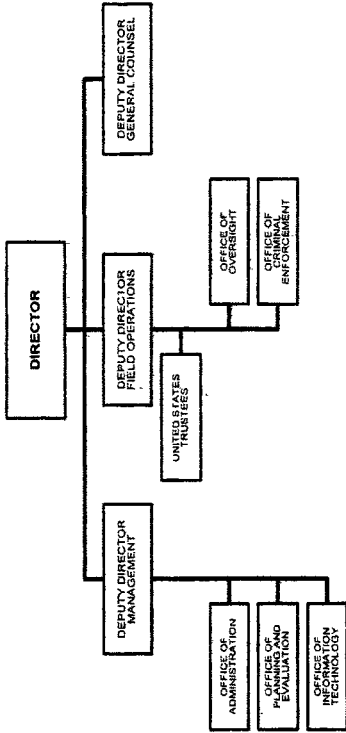 DIRECTOR
DEPUTY DIRECTOR
MANAGEMENT
DEPUTY DIRECTOR
FIELD OPERATIONS
DEPUTY DIRECTOR
GENERAL COUNSEL
OFFICE OF
ADMINISTRATION
OFFICE OF
PLANNING AND
EVALUATION
OFFICE OF
INFORMATION
TECHNOLOGY
UNITED STATES
TRUSTEES
OFFICE OF
OVERSIGHT
OFFICE OF
CRIMINAL
ENFORCEMENT